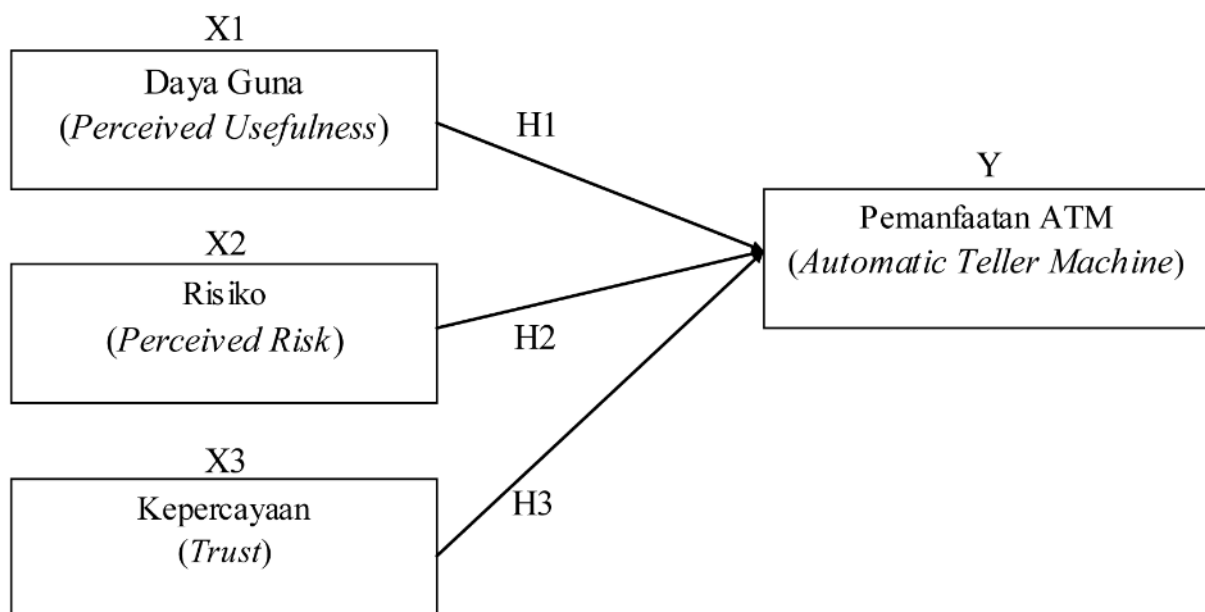 X1
Daya Guna
(Perceived Usefulness)
H1
Y
Pemanfaatan ATM
(Automatic Teller Machine)
X2
Risiko
(Perceived Risk)
H2
X3
Kepercayaan
(Trust)
H3